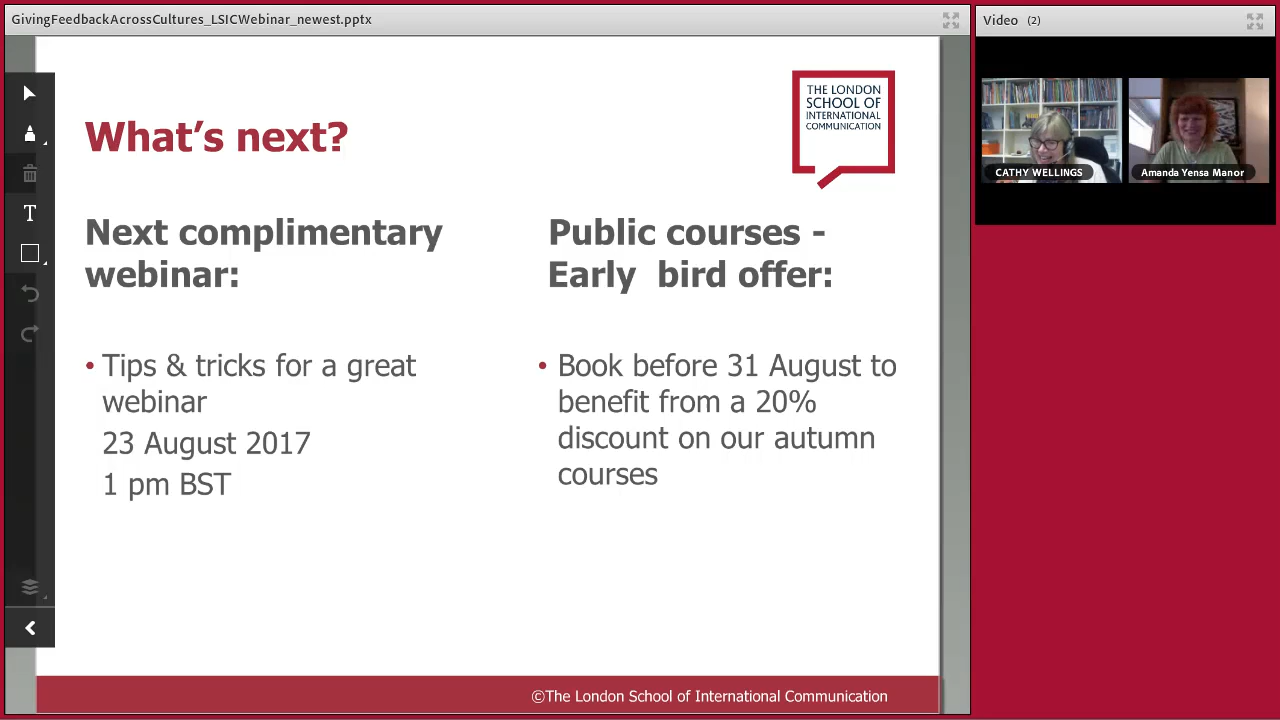 GivingFeedbackAcrossCultures_LSICWebinar_newest.pptx
Video (2)
THE LONDON
SCHOOL OF
INTERNATIONAL
COMMUNICATION
What's next?
CATHY WELLINGS
Amanda Yensa Manor
Next complimentary
webinar:
• Tips & tricks for a great
webinar
23 August 2017
1 pm BST
Public courses -
Early bird offer:
• Book before 31 August to
benefit from a 20%
discount on our autumn
courses
©The London School of International Communication